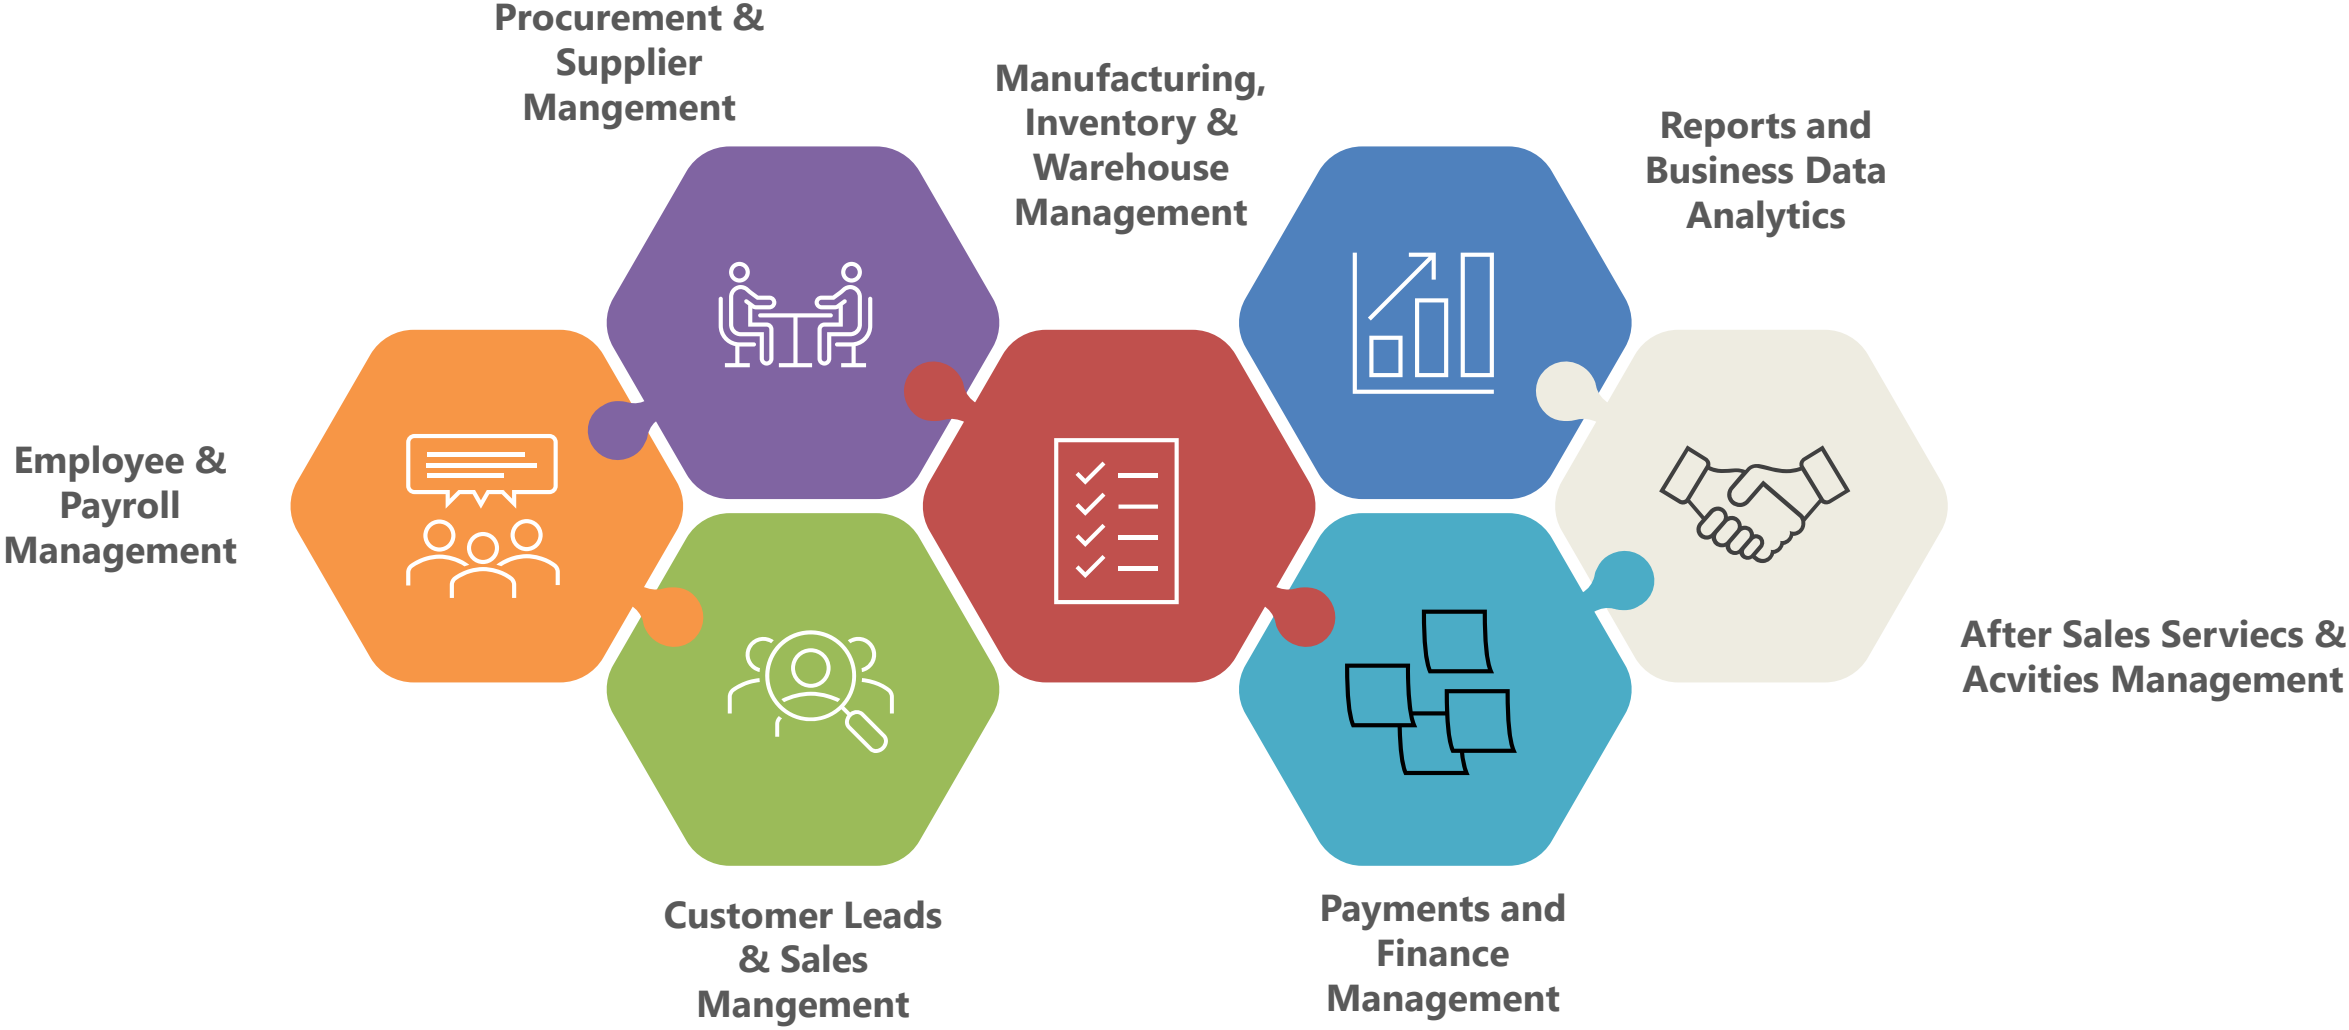 Procurement &
Supplier
Mangement
Manufacturing,
Inventory &
Warehouse
Management
Reports and
Business Data
Analytics
Employee &
Payroll
Management
After Sales Serviecs &
Acvities Management
Customer Leads
& Sales
Mangement
Payments and
Finance
Management